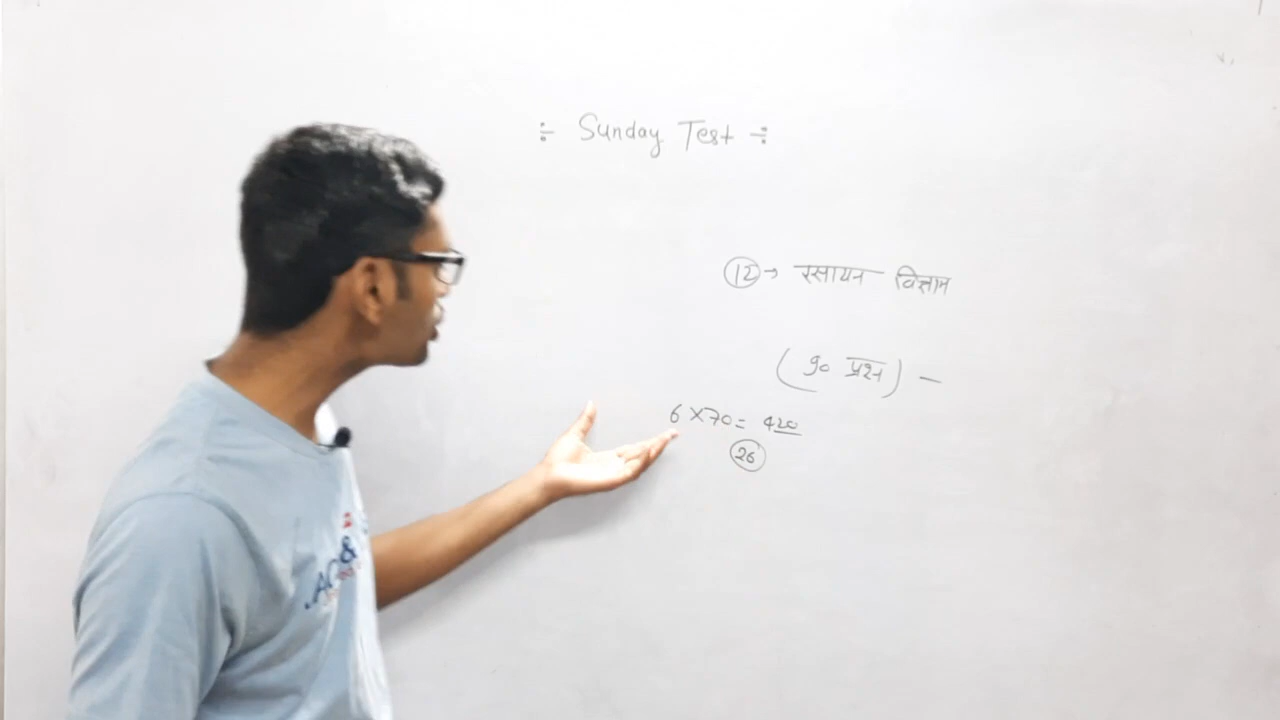 ÷ Sunday Test ÷
12 → रसायन विज्ञान
(90 प्रश्न) —
6 × 70 = 420
26